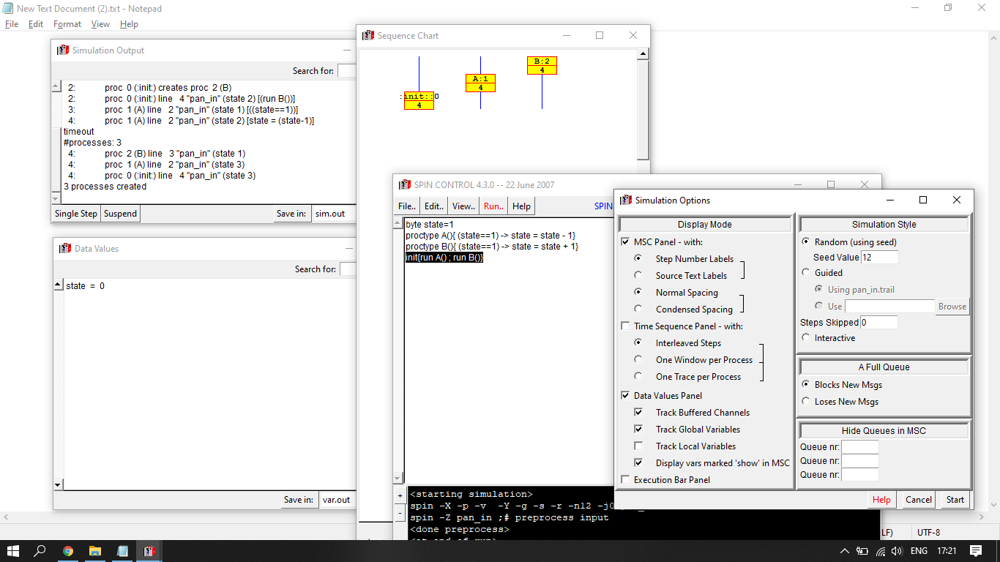 New Text Document (2).txt - Notepad
File Edit Format View Help
Simulation Output
Search for:
2: proc 0 (:init:) creates proc 2 (B)
2: proc 0 (:init:) line 4 "pan_in" (state 2) [(run B())]
3: proc 1 (A) line 2 "pan_in" (state 1) [((state==1))]
4: proc 1 (A) line 2 "pan_in" (state 2) [state = (state-1)]
timeout
#processes: 3
4: proc 2 (B) line 3 "pan_in" (state 1)
4: proc 1 (A) line 2 "pan_in" (state 3)
4: proc 0 (:init:) line 4 "pan_in" (state 3)
3 processes created
Single Step Suspend Save in: sim.out
Data Values
Search for:
state = 0
Save in: var.out
Sequence Chart
B:2
4
A:1
4
:init::0
4
SPIN CONTROL 4.3.0 -- 22 June 2007
File.. Edit.. View.. Run.. Help SPIN
byte state=1
proctype A(){ (state==1) -> state = state - 1}
proctype B(){ (state==1) -> state = state + 1}
init{run A() ; run B()}
+
-
<starting simulation>
spin -X -p -v -Y -g -s -r -n12 -j0
spin -Z pan_in ;# preprocess input
<done preprocess>
<at end of run>
Simulation Options
Display Mode
MSC Panel - with:
Step Number Labels
Source Text Labels
Normal Spacing
Condensed Spacing
Time Sequence Panel - with:
Interleaved Steps
One Window per Process
One Trace per Process
Data Values Panel
Track Buffered Channels
Track Global Variables
Track Local Variables
Display vars marked 'show' in MSC
Execution Bar Panel
Simulation Style
Random (using seed)
Seed Value 12
Guided
Using pan_in.trail
Use Browse
Steps Skipped 0
Interactive
A Full Queue
Blocks New Msgs
Loses New Msgs
Hide Queues in MSC
Queue nr:
Queue nr:
Queue nr:
Help Cancel Start
LF) UTF-8
ENG 17:21